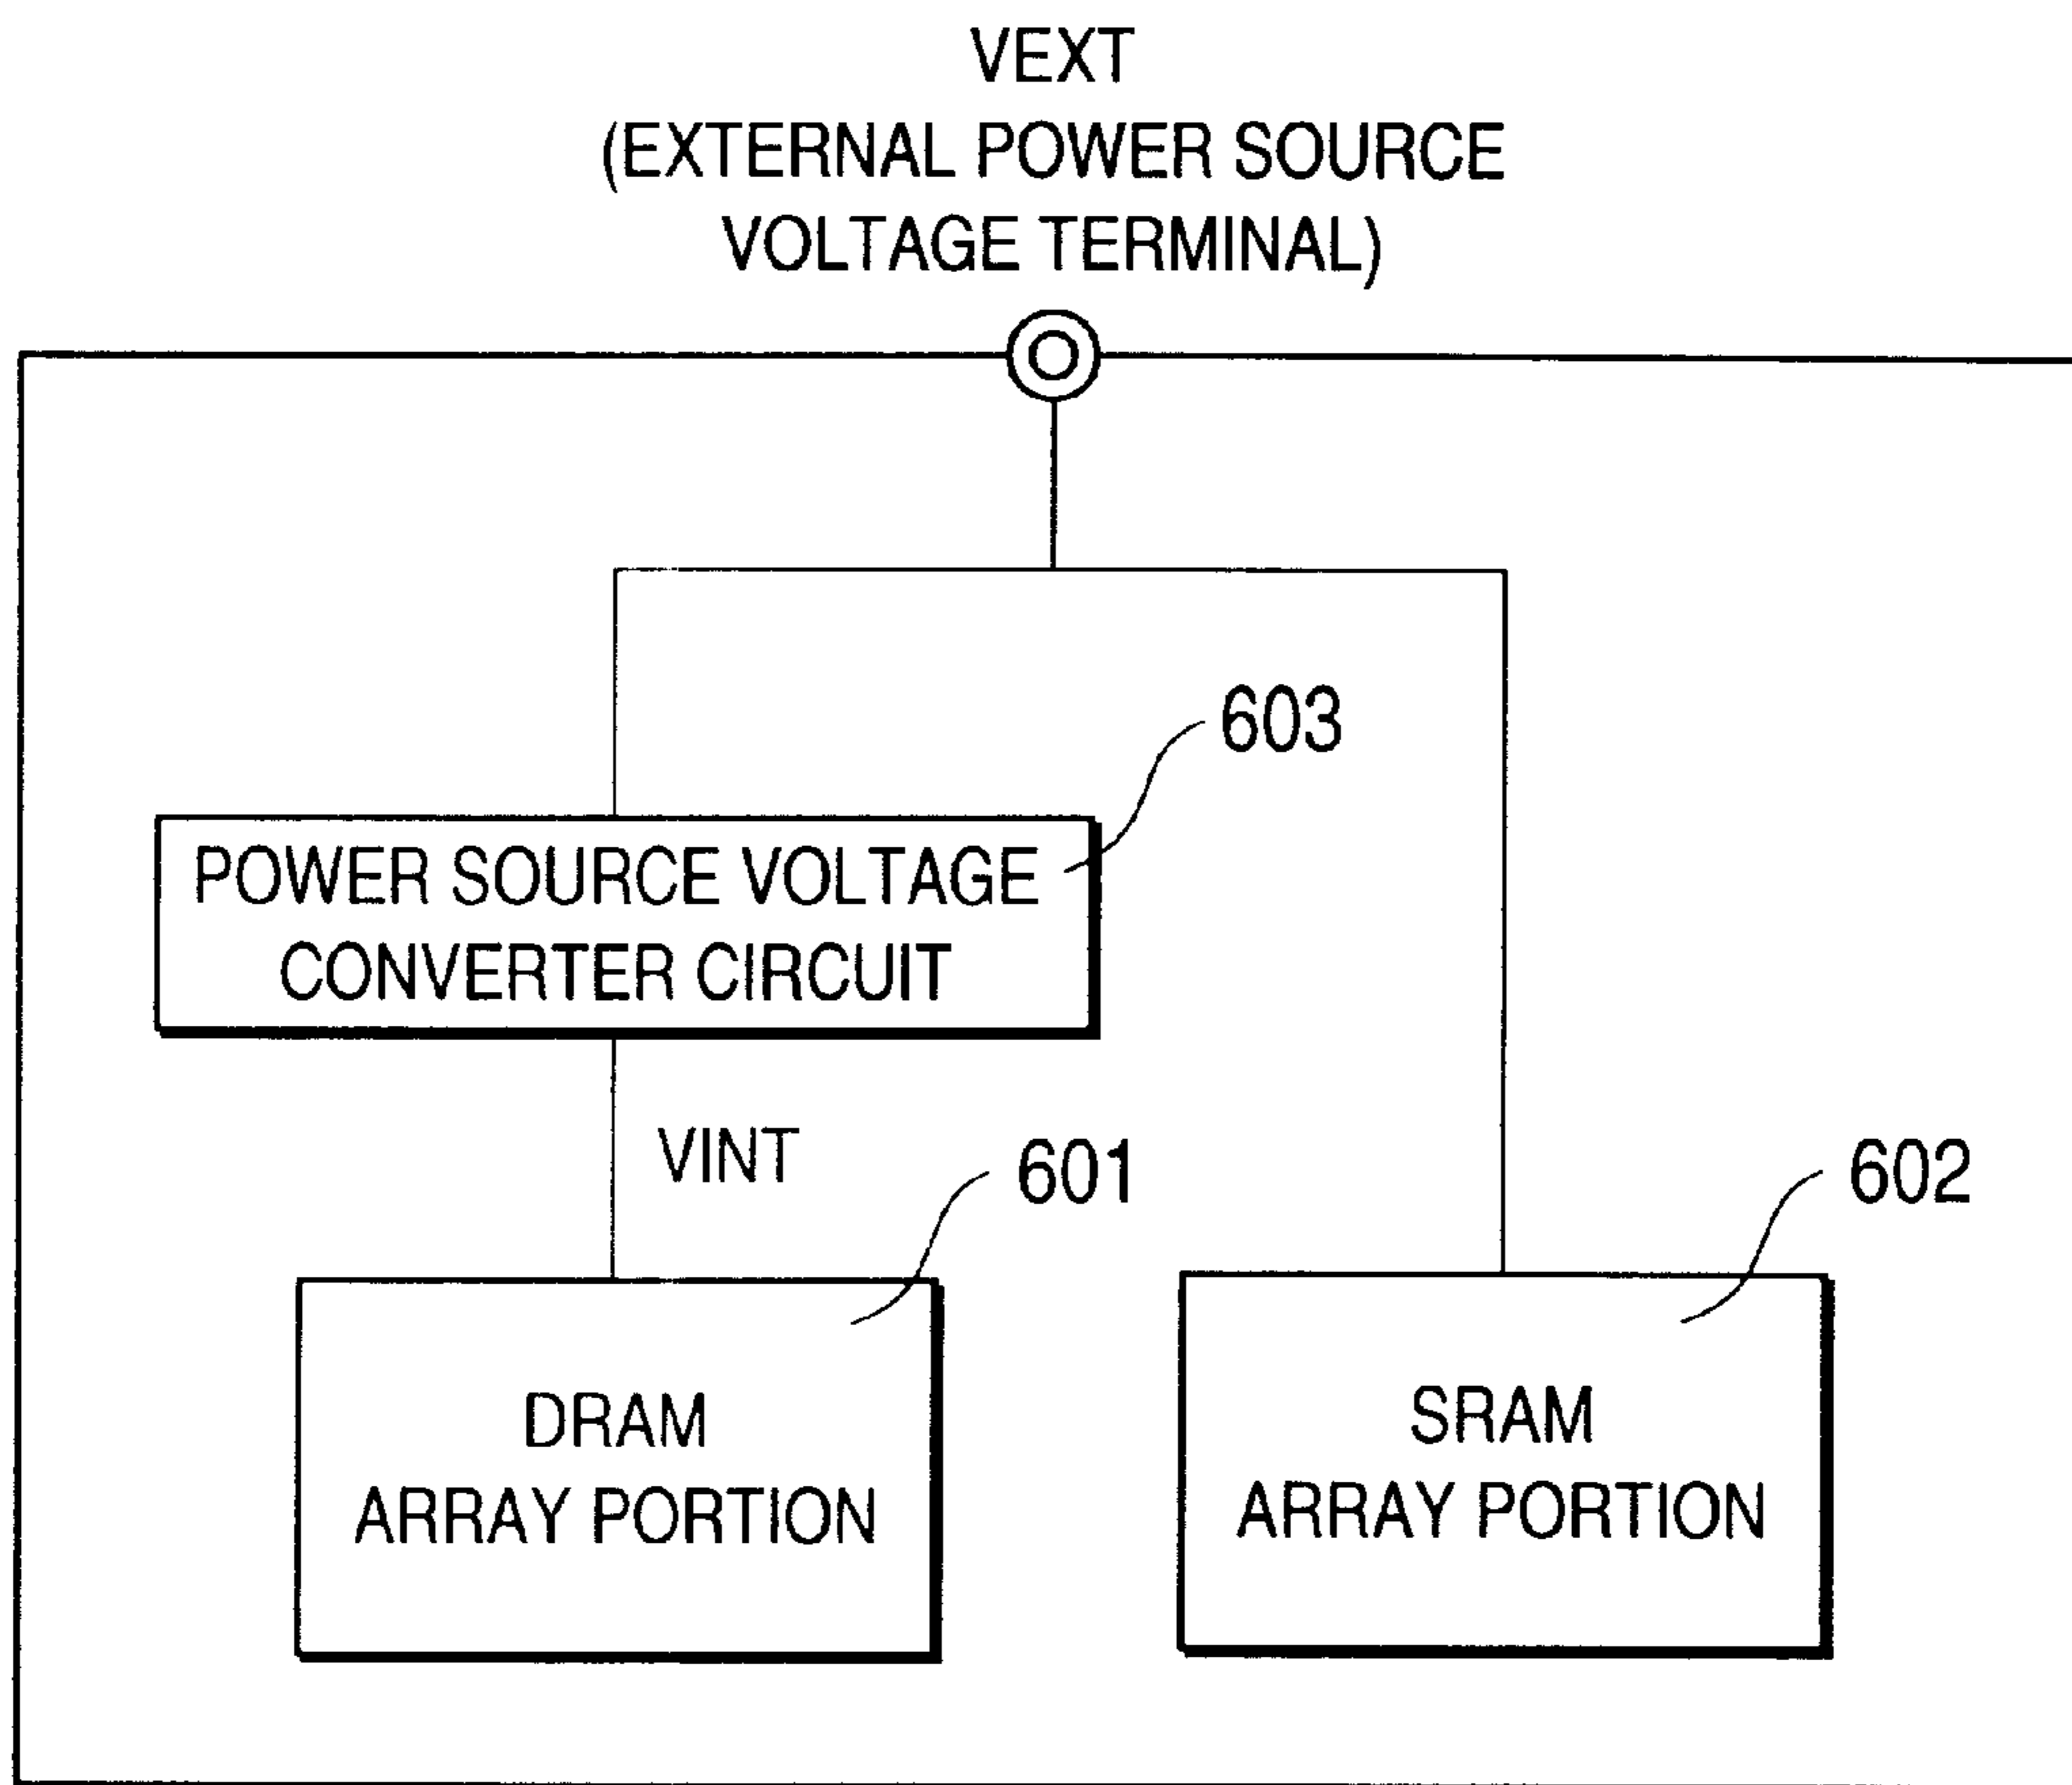 VEXT
(EXTERNAL POWER SOURCE
VOLTAGE TERMINAL)
603
POWER SOURCE VOLTAGE
CONVERTER CIRCUIT
VINT
601
602
DRAM
ARRAY PORTION
SRAM
ARRAY PORTION